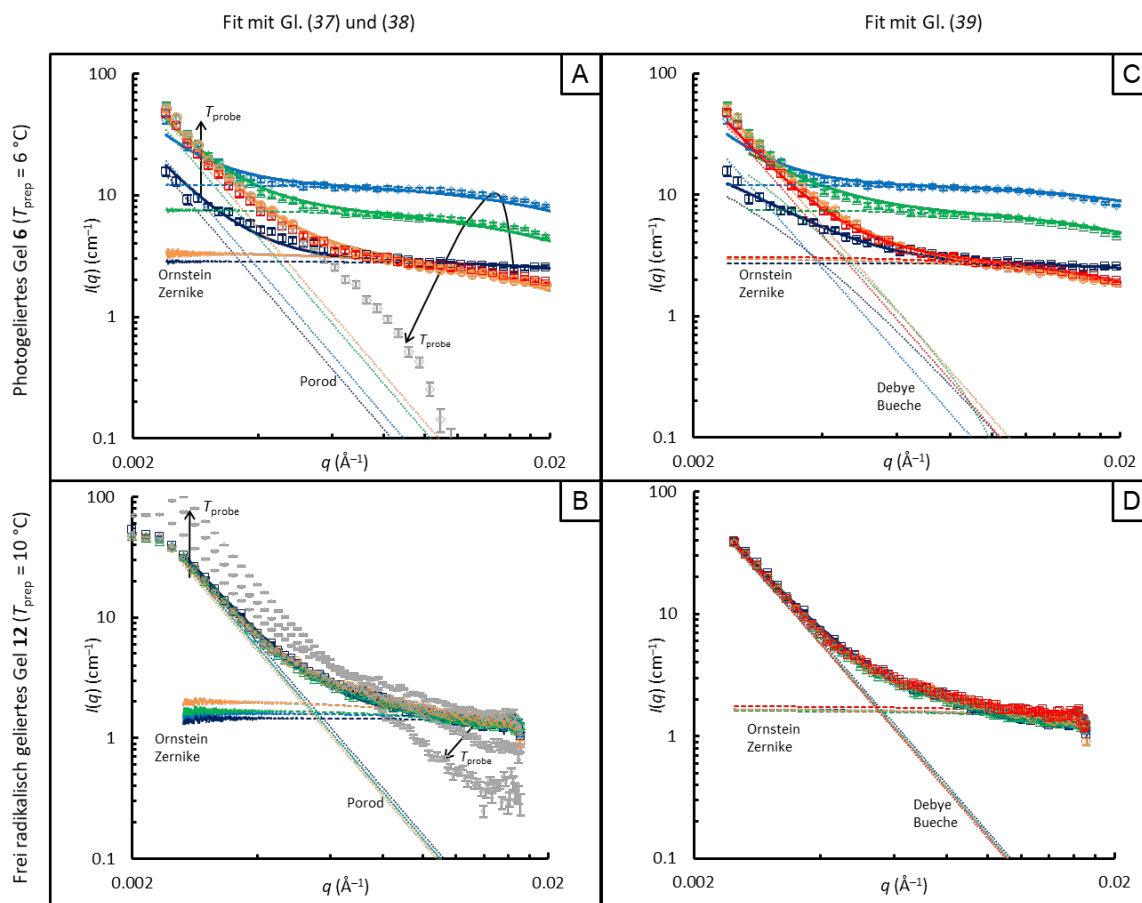 Fit mit Gl. (37) und (38)
Fit mit Gl. (39)
Photogeliertes Gel 6 (Tprep = 6 °C)
A
100
10
1
0.1
I(q) (cm⁻¹)
Tprobe
Ornstein
Zernike
Tprobe
Porod
0.002
q (Å⁻¹)
0.02
C
100
10
1
0.1
I(q) (cm⁻¹)
Ornstein
Zernike
Debye
Bueche
0.002
q (Å⁻¹)
0.02
Frei radikalisch geliertes Gel 12 (Tprep = 10 °C)
B
100
10
1
0.1
I(q) (cm⁻¹)
Tprobe
Ornstein
Zernike
Tprobe
Porod
0.002
q (Å⁻¹)
0.02
D
100
10
1
0.1
I(q) (cm⁻¹)
Ornstein
Zernike
Debye
Bueche
0.002
q (Å⁻¹)
0.02